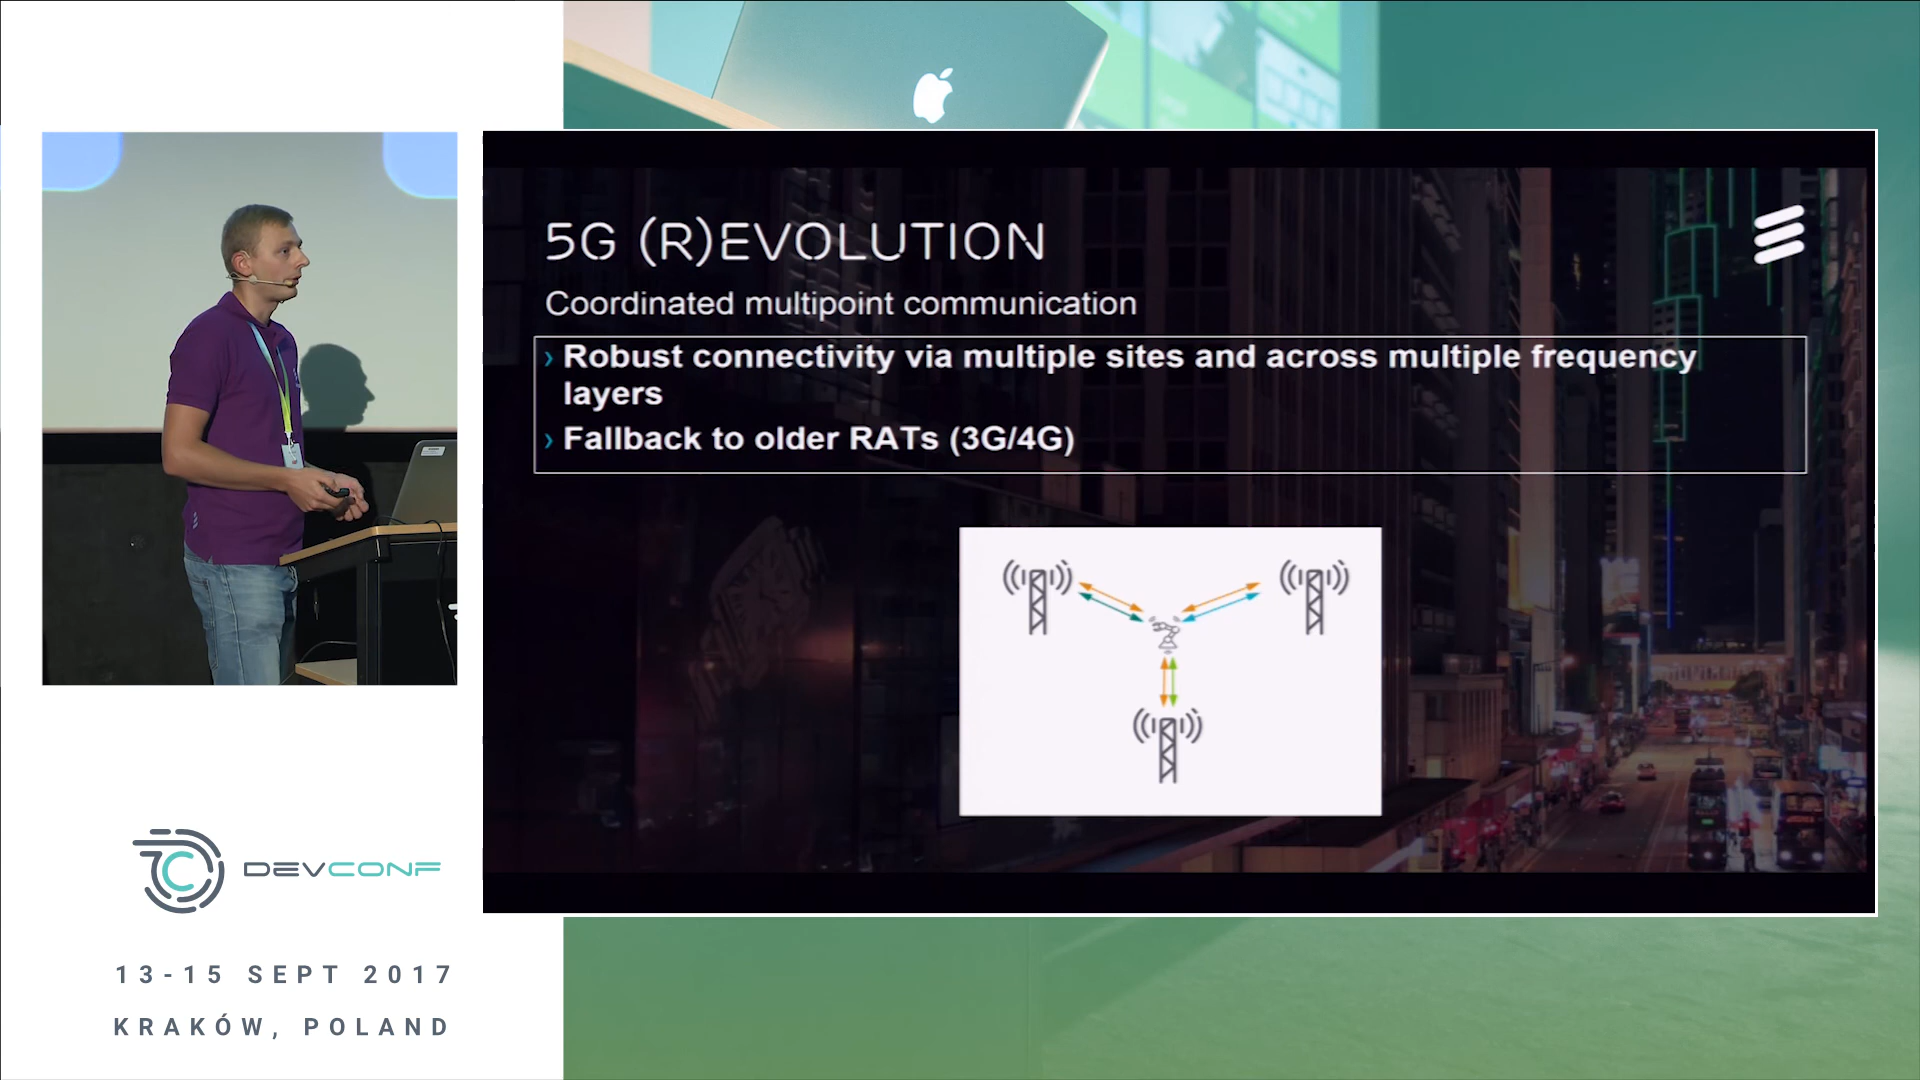 5G (R)EVOLUTION
Coordinated multipoint communication
› Robust connectivity via multiple sites and across multiple frequency
layers
› Fallback to older RATs (3G/4G)
DEVCONF
13-15 SEPT 2017
KRAKÓW, POLAND